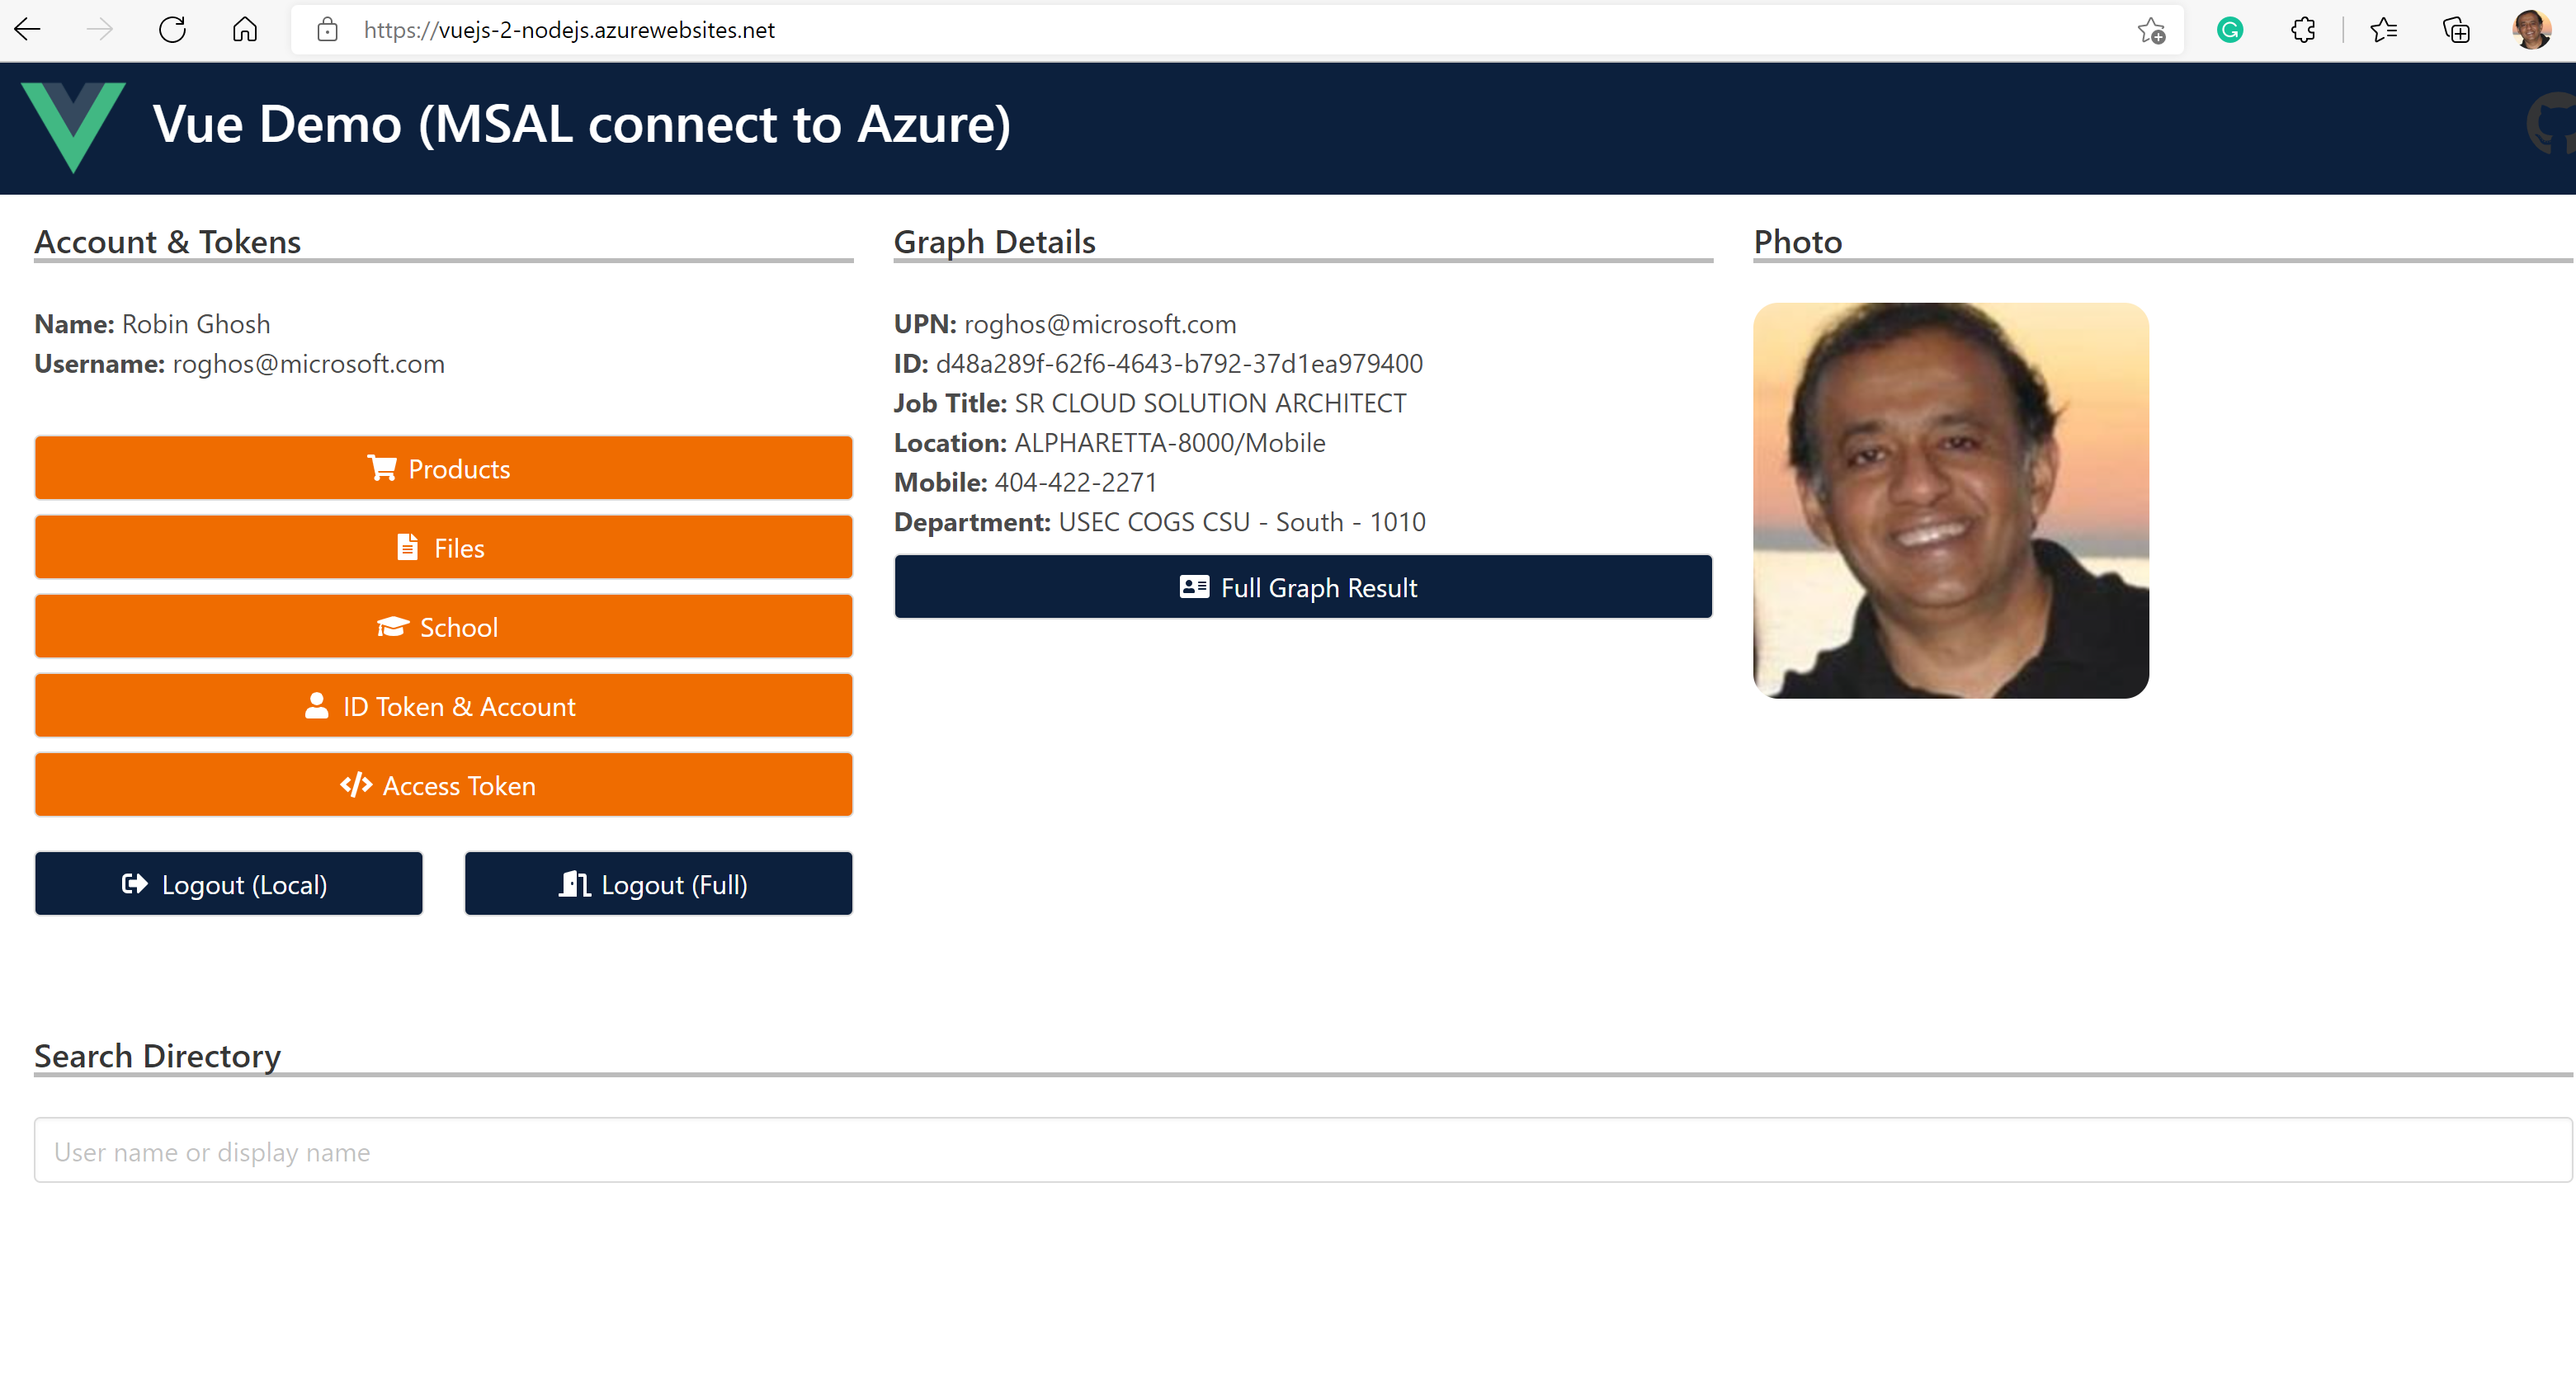 https://vuejs-2-nodejs.azurewebsites.net
Vue Demo (MSAL connect to Azure)
Account & Tokens
Name: Robin Ghosh
Username: roghos@microsoft.com
Products
Files
School
ID Token & Account
Access Token
Logout (Local)
Logout (Full)
Graph Details
UPN: roghos@microsoft.com
ID: d48a289f-62f6-4643-b792-37d1ea979400
Job Title: SR CLOUD SOLUTION ARCHITECT
Location: ALPHARETTA-8000/Mobile
Mobile: 404-422-2271
Department: USEC COGS CSU - South - 1010
Full Graph Result
Photo
Search Directory
User name or display name